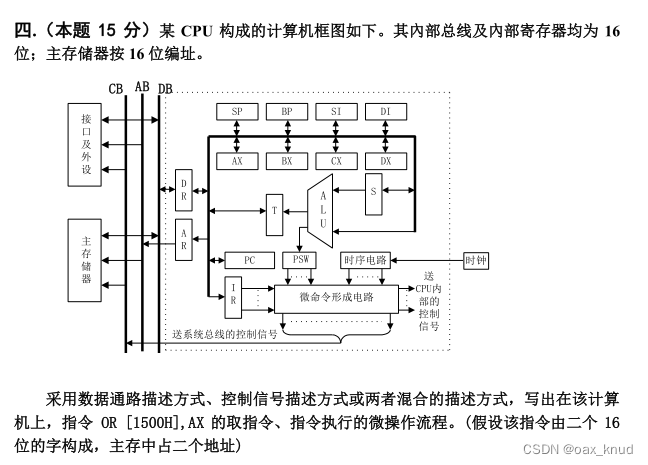 四.(本题 15 分)某 CPU 构成的计算机框图如下。其内部总线及内部寄存器均为 16
位；主存储器按 16 位编址。
CB AB DB
SP BP SI DI
接口及外设
AX BX CX DX
DR
S
ALU
T
AR
主存储器
PC PSW 时序电路 时钟
IR
微命令形成电路
送CPU内部的控制信号
送系统总线的控制信号
采用数据通路描述方式、控制信号描述方式或两者混合的描述方式，写出在该计算
机上，指令 OR [1500H],AX 的取指令、指令执行的微操作流程。(假设该指令由二个 16
位的字构成，主存中占二个地址)
CSDN @oax_knud